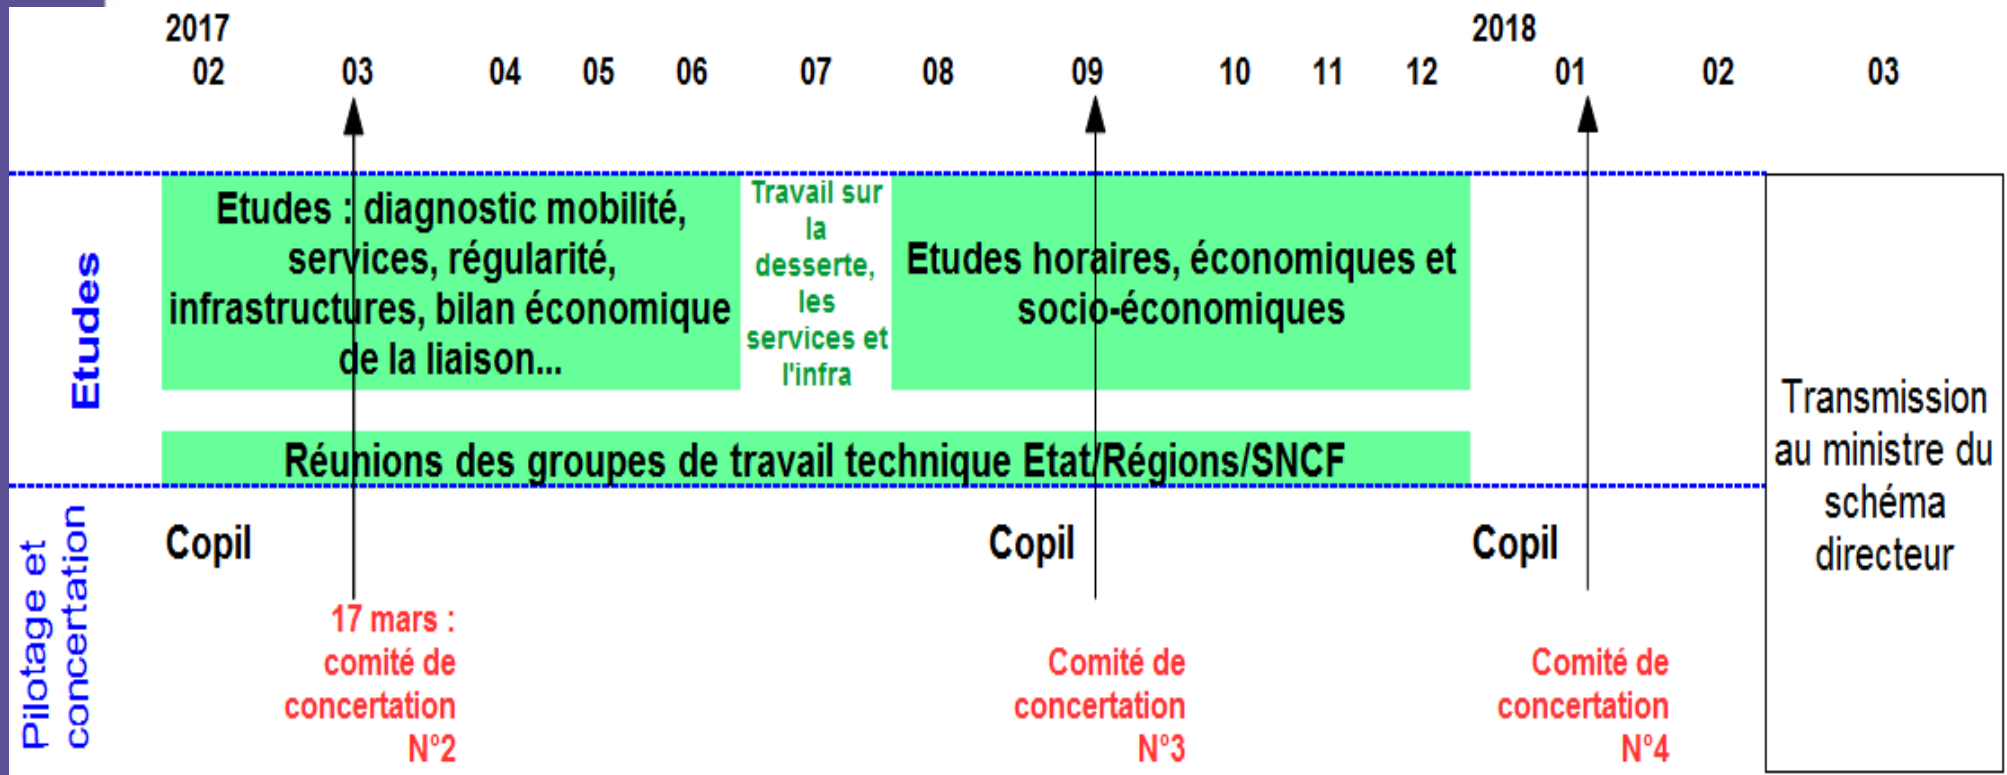 2017
2018
02 03 04 05 06 07 08 09 10 11 12 01 02 03
Etudes
Etudes : diagnostic mobilité,
services, régularité,
infrastructures, bilan économique
de la liaison...
Travail sur
la
desserte,
les
services et
l'infra
Etudes horaires, économiques et
socio-économiques
Réunions des groupes de travail technique Etat/Régions/SNCF
Transmission
au ministre du
schéma
directeur
Pilotage et
concertation
Copil
Copil
Copil
17 mars :
comité de
concertation
N°2
Comité de
concertation
N°3
Comité de
concertation
N°4